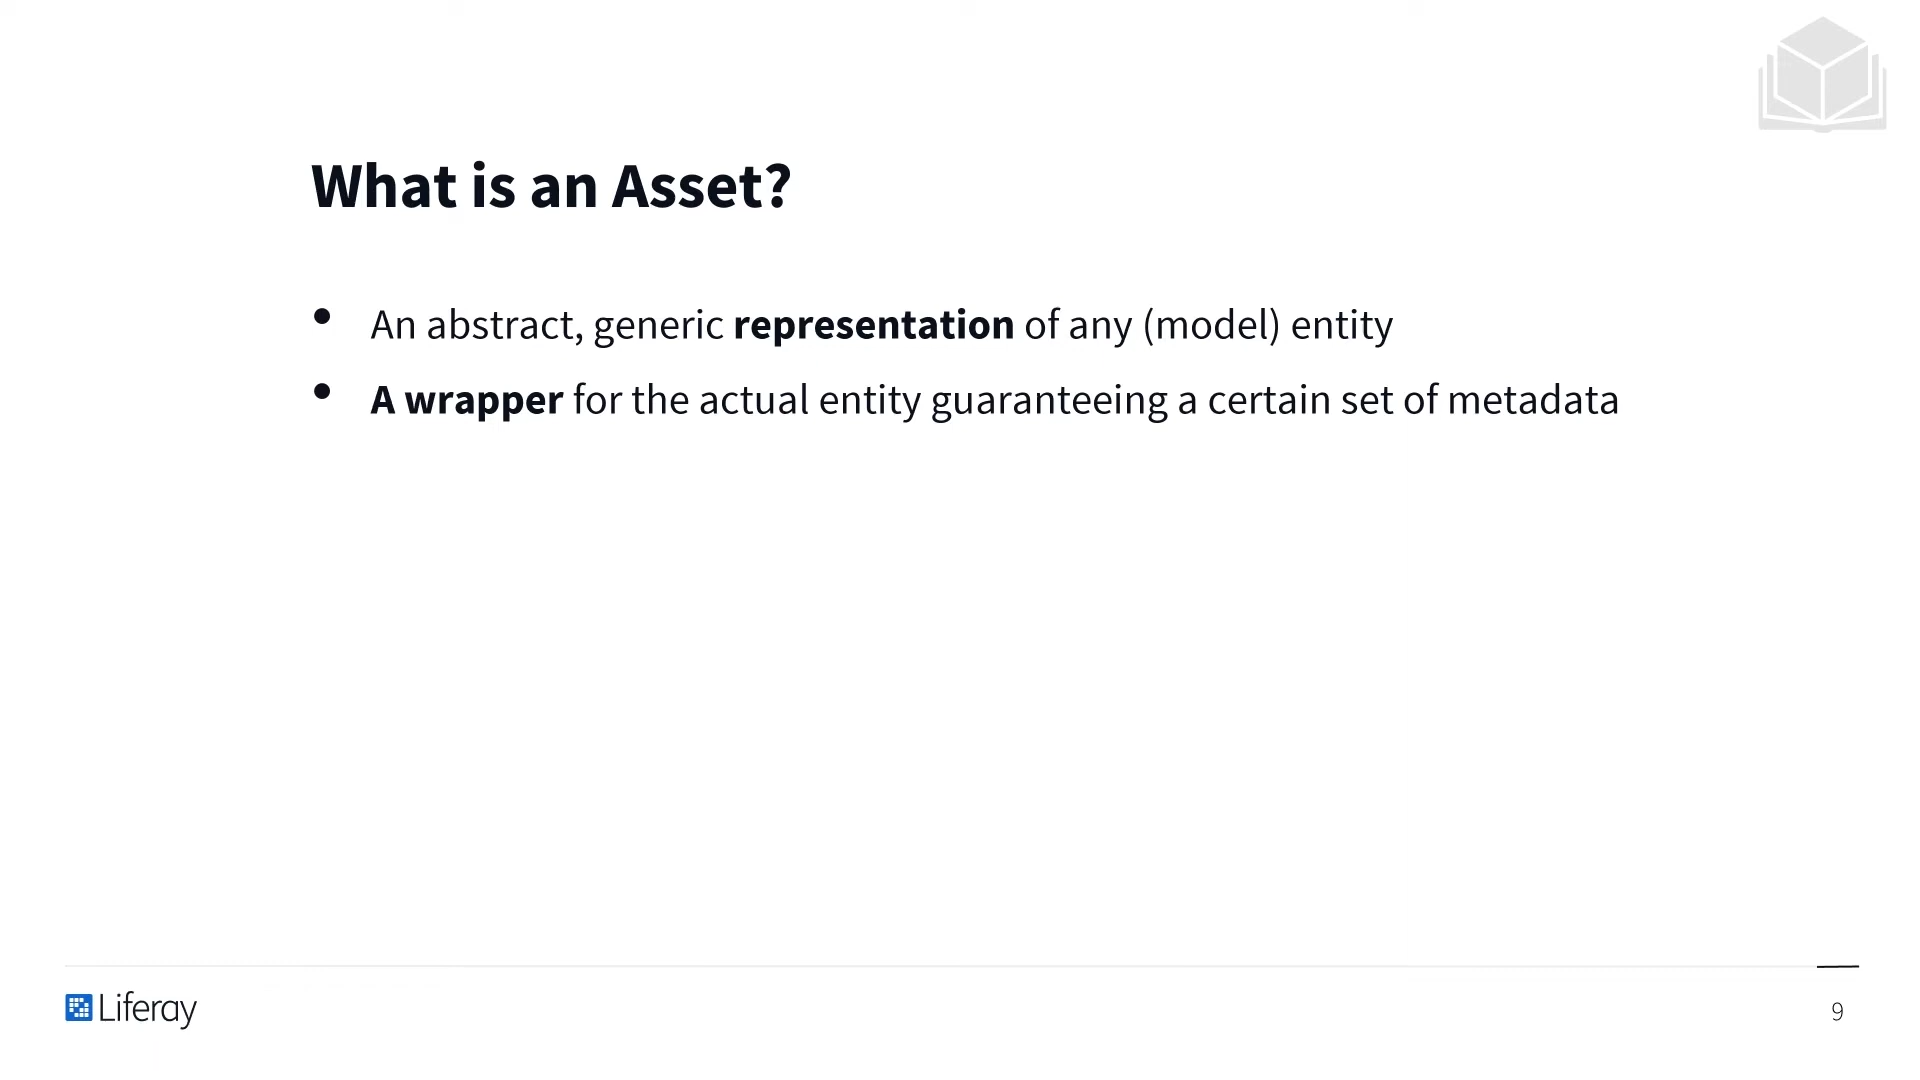 What is an Asset?
• An abstract, generic representation of any (model) entity
• A wrapper for the actual entity guaranteeing a certain set of metadata
Liferay
9